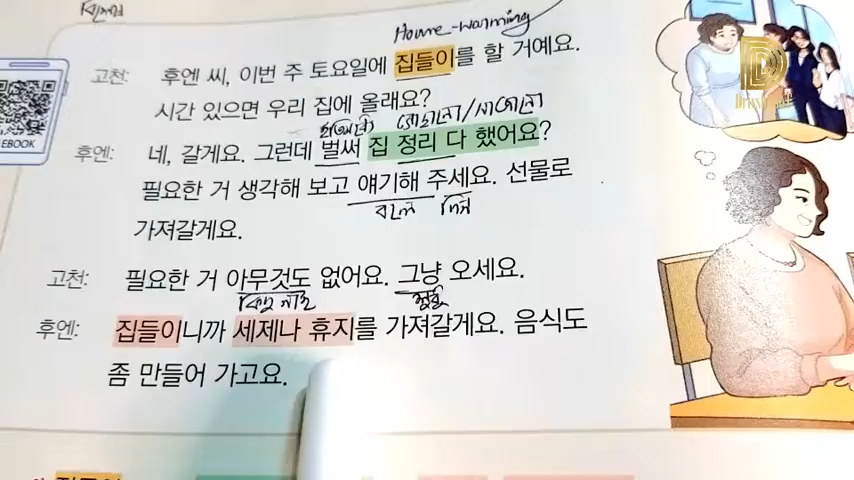 Home-warming
고천: 후엔 씨, 이번 주 토요일에 집들이를 할 거예요.
시간 있으면 우리 집에 올래요?
후엔: 네, 갈게요. 그런데 벌써 집 정리 다 했어요?
필요한 거 생각해 보고 얘기해 주세요. 선물로
가져갈게요.
고천: 필요한 거 아무것도 없어요. 그냥 오세요.
후엔: 집들이니까 세제나 휴지를 가져갈게요. 음식도
좀 만들어 가고요.
EBOOK